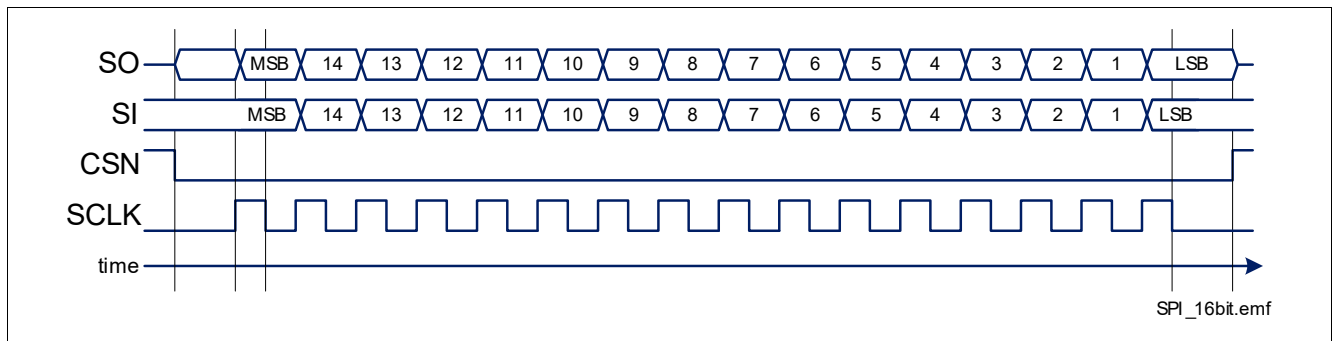 SO MSB 14 13 12 11 10 9 8 7 6 5 4 3 2 1 LSB
SI MSB 14 13 12 11 10 9 8 7 6 5 4 3 2 1 LSB
CSN
SCLK
time
SPI_16bit.emf